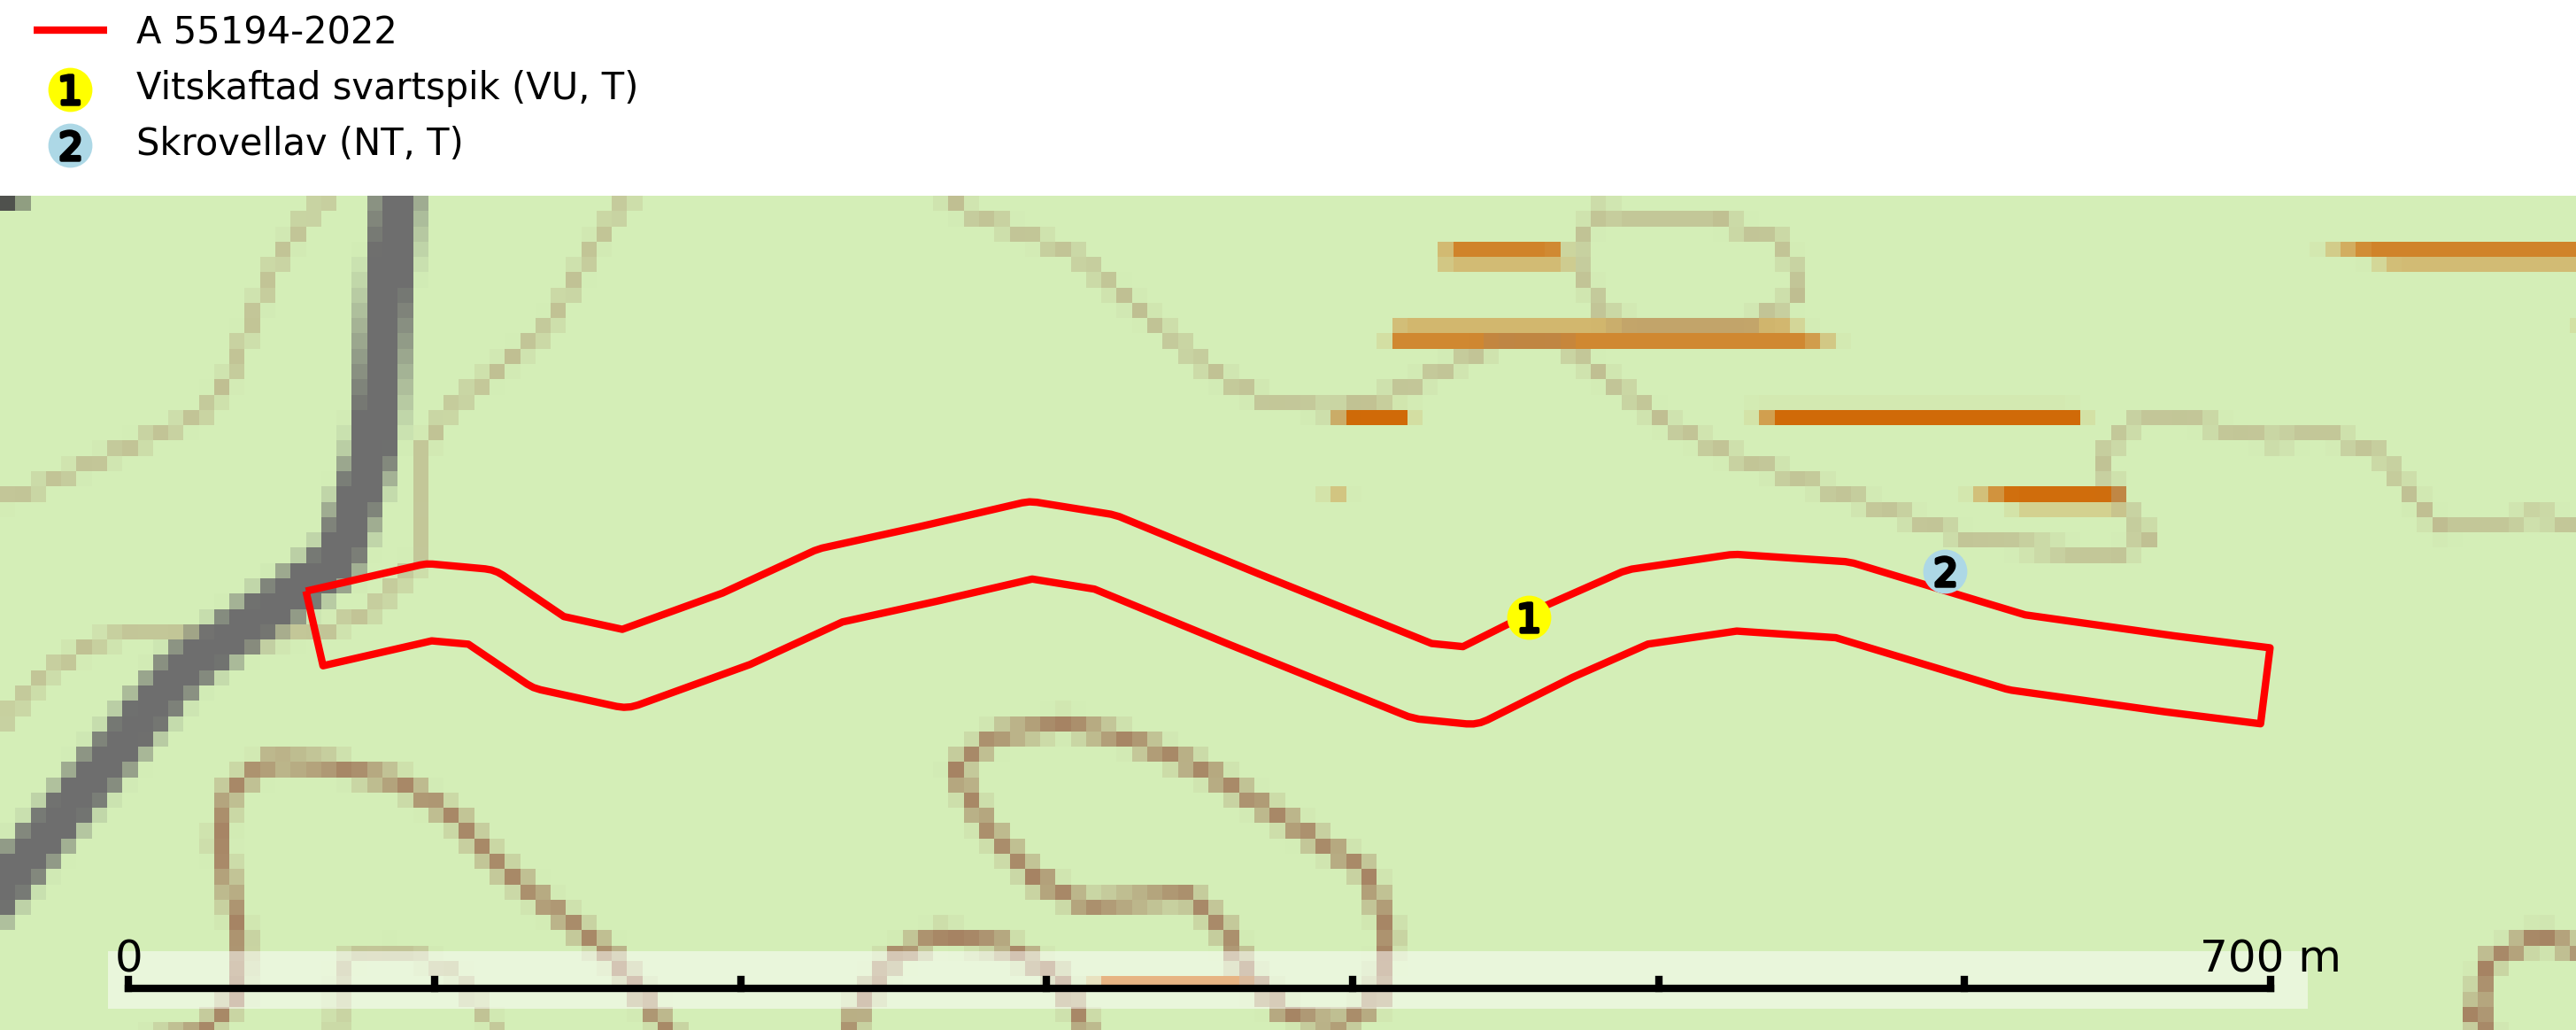 A 55194-2022
1 Vitskaftad svartspik (VU, T)
2 Skrovellav (NT, T)
2
1
0 700 m